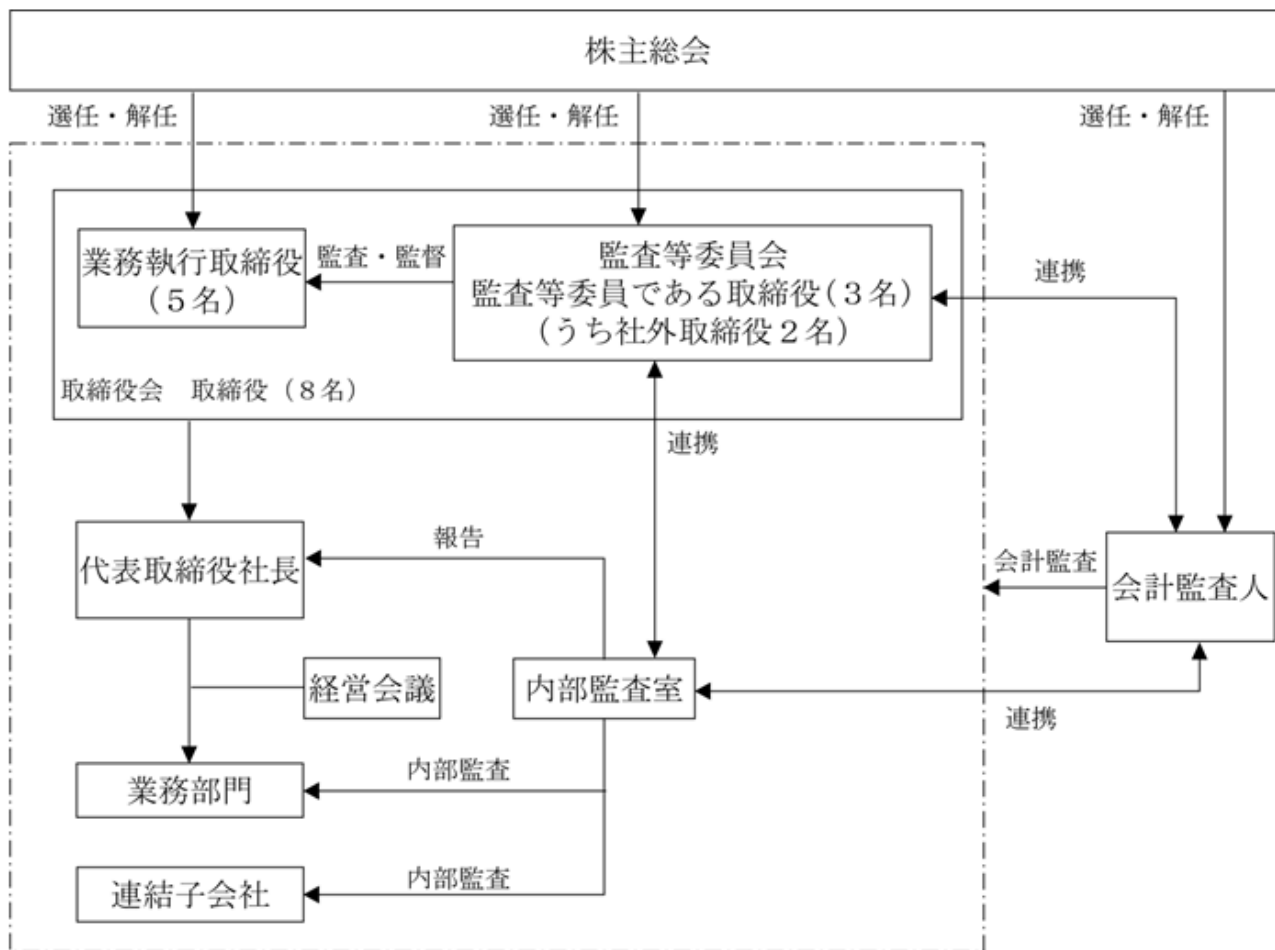 株主総会
選任・解任
選任・解任
選任・解任
業務執行取締役
（５名）
監査・監督
監査等委員会
監査等委員である取締役（３名）
（うち社外取締役２名）
連携
取締役会　取締役（８名）
連携
代表取締役社長
報告
会計監査
会計監査人
経営会議
内部監査室
連携
業務部門
内部監査
連結子会社
内部監査